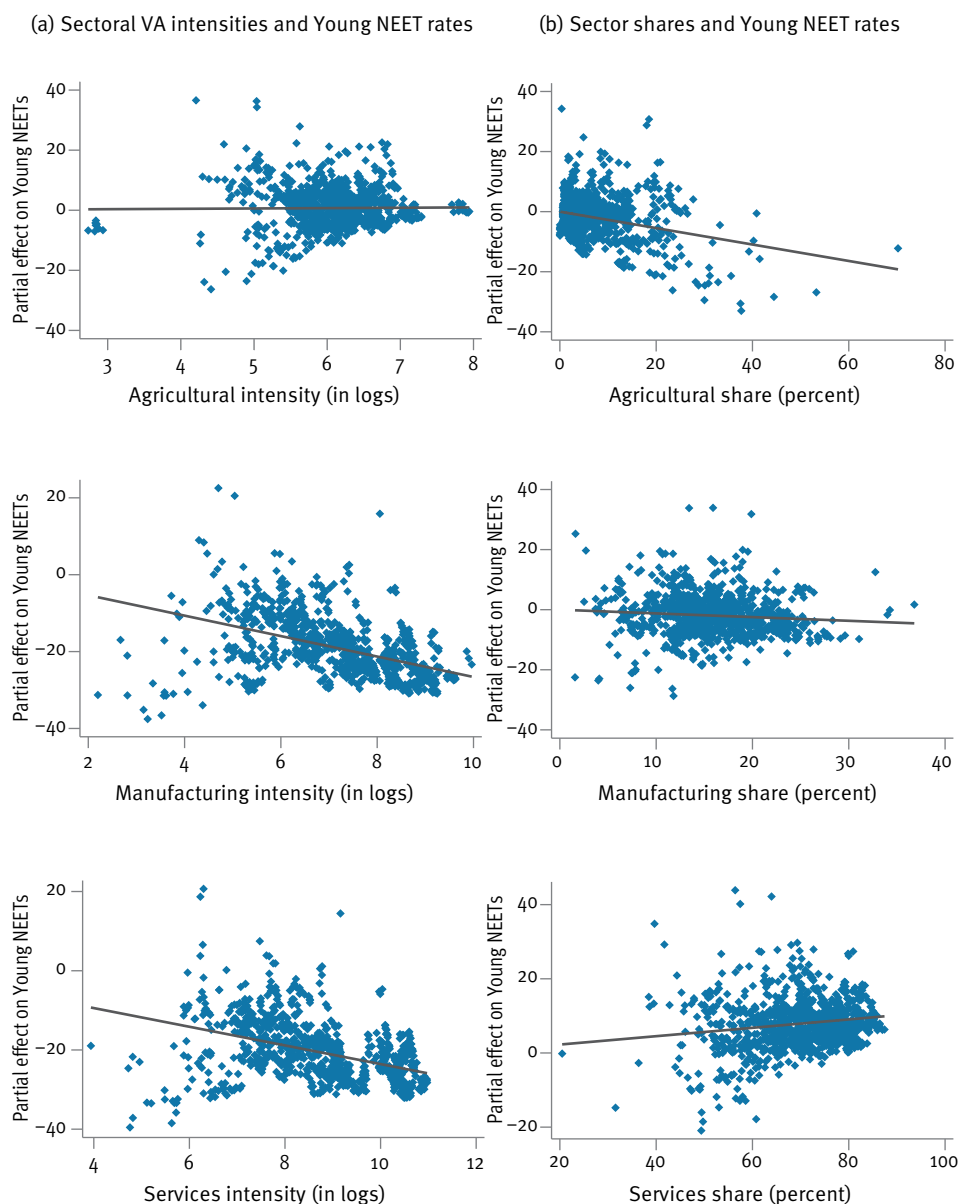 (a) Sectoral VA intensities and Young NEET rates
(b) Sector shares and Young NEET rates
Partial effect on Young NEETs
40
20
0
−20
−40
3 4 5 6 7 8
Agricultural intensity (in logs)
Partial effect on Young NEETs
40
20
0
−20
−40
0 20 40 60 80
Agricultural share (percent)
Partial effect on Young NEETs
20
0
−20
−40
2 4 6 8 10
Manufacturing intensity (in logs)
Partial effect on Young NEETs
40
20
0
−20
−40
0 10 20 30 40
Manufacturing share (percent)
Partial effect on Young NEETs
20
0
−20
−40
4 6 8 10 12
Services intensity (in logs)
Partial effect on Young NEETs
40
20
0
−20
20 40 60 80 100
Services share (percent)